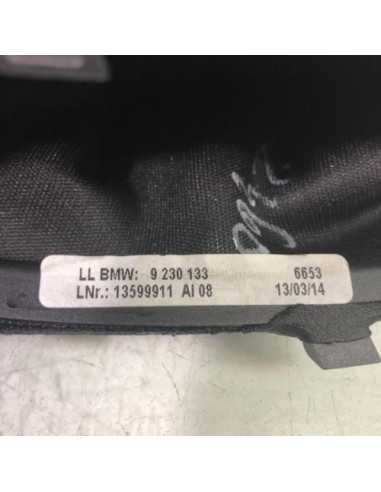 LL BMW: 9 230 133 6653
LNr.: 13599911 AI 08 13/03/14